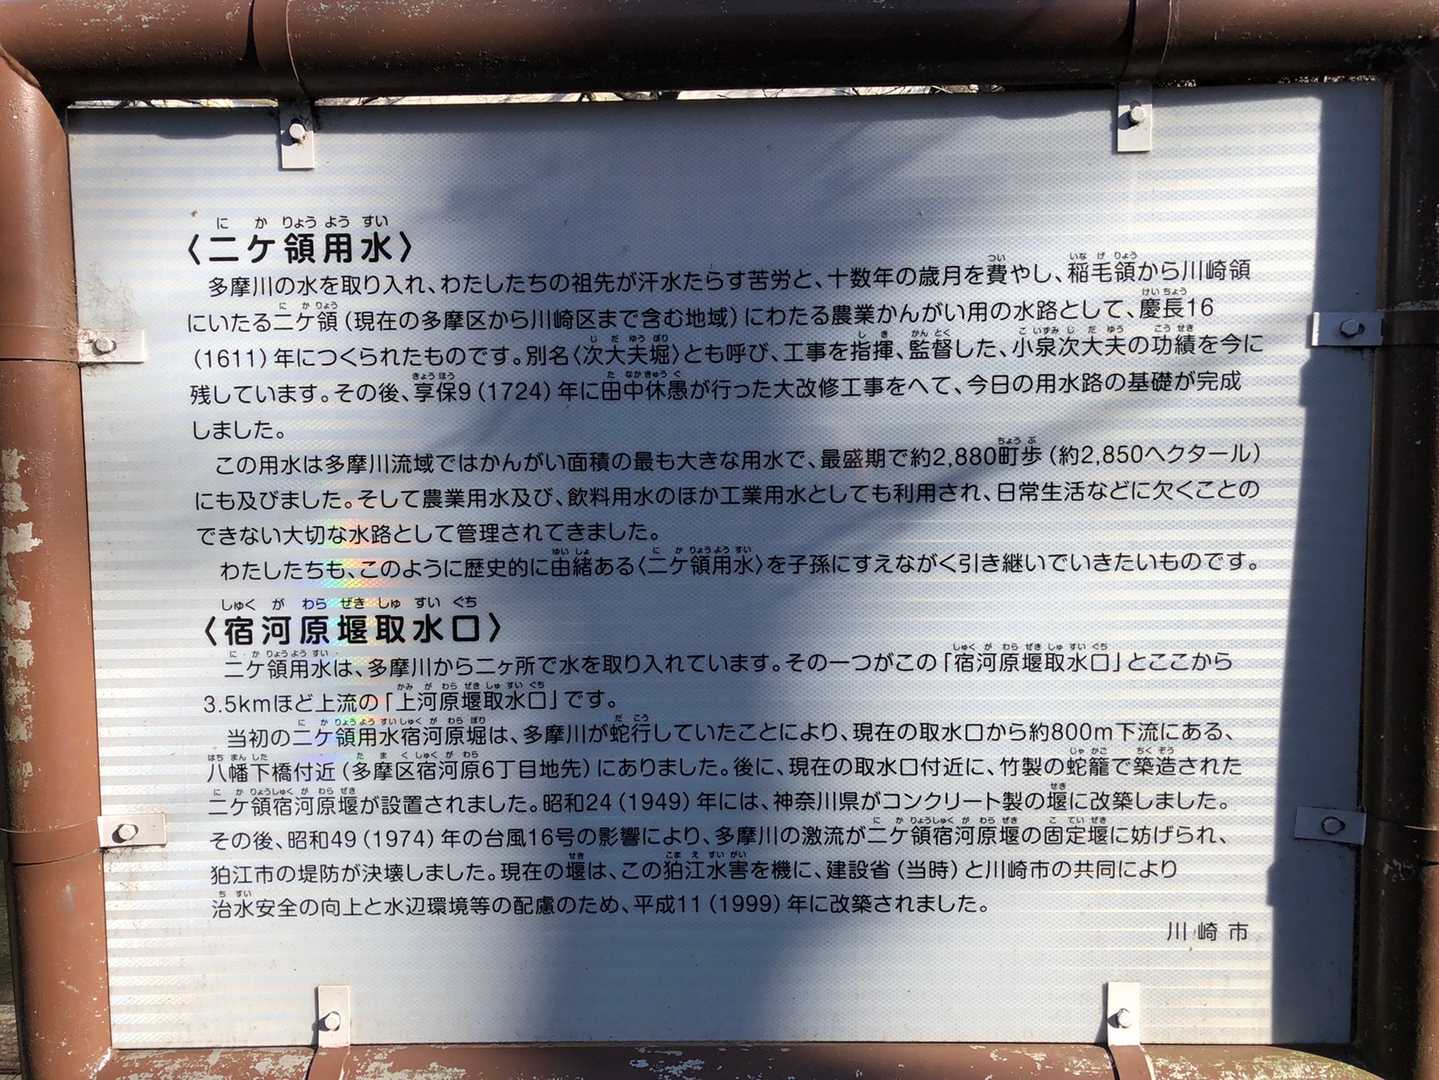 にかりょうようすい
〈二ケ領用水〉
多摩川の水を取り入れ、わたしたちの祖先が汗水たらす苦労と、十数年の歳月を費やし、稲毛領から川崎領
にいたる二ケ領（現在の多摩区から川崎区まで含む地域）にわたる農業かんがい用の水路として、慶長16
（1611）年につくられたものです。別名〈次大夫堀〉とも呼び、工事を指揮、監督した、小泉次大夫の功績を今に
残しています。その後、享保9（1724）年に田中休愚が行った大改修工事をへて、今日の用水路の基礎が完成
しました。
この用水は多摩川流域ではかんがい面積の最も大きな用水で、最盛期で約2,880町歩（約2,850ヘクタール）
にも及びました。そして農業用水及び、飲料用水のほか工業用水としても利用され、日常生活などに欠くことの
できない大切な水路として管理されてきました。
わたしたちも、このように歴史的に由緒ある〈二ケ領用水〉を子孫にすえながく引き継いでいきたいものです。
しゅくがわらぜきしゅすいぐち
〈宿河原堰取水口〉
二ケ領用水は、多摩川から二ヶ所で水を取り入れています。その一つがこの「宿河原堰取水口」とここから
3.5kmほど上流の「上河原堰取水口」です。
当初の二ケ領用水宿河原堀は、多摩川が蛇行していたことにより、現在の取水口から約800m下流にある、
八幡下橋付近（多摩区宿河原6丁目地先）にありました。後に、現在の取水口付近に、竹製の蛇籠で築造された
二ケ領宿河原堰が設置されました。昭和24（1949）年には、神奈川県がコンクリート製の堰に改築しました。
その後、昭和49（1974）年の台風16号の影響により、多摩川の激流が二ケ領宿河原堰の固定堰に妨げられ、
狛江市の堤防が決壊しました。現在の堰は、この狛江水害を機に、建設省（当時）と川崎市の共同により
治水安全の向上と水辺環境等の配慮のため、平成11（1999）年に改築されました。
川崎市